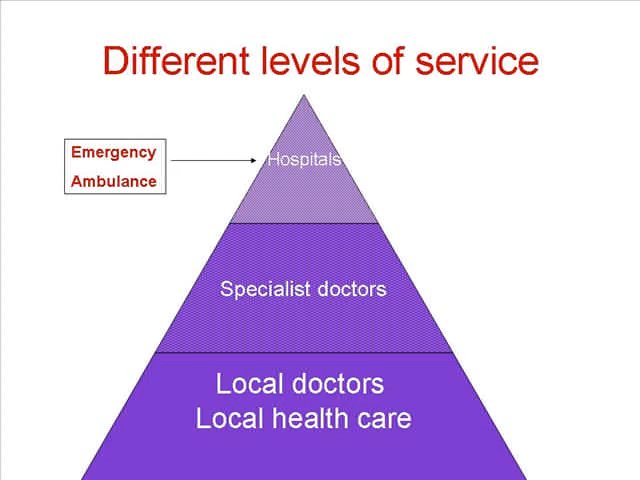 Different levels of service
Emergency
Ambulance
Hospitals
Specialist doctors
Local doctors
Local health care